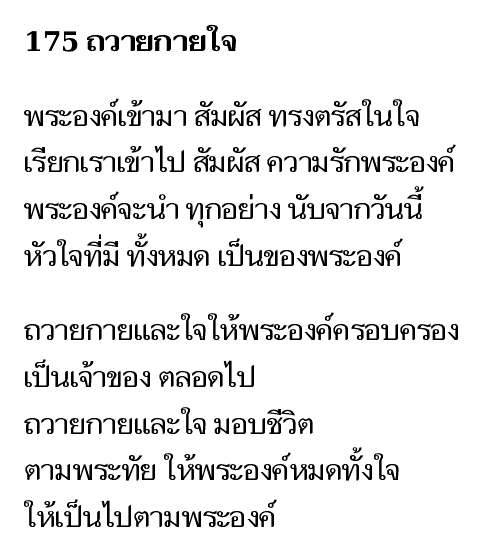 175 ถวายกายใจ
พระองค์เข้ามา สัมผัส ทรงตรัสในใจ
เรียกเราเข้าไป สัมผัส ความรักพระองค์
พระองค์จะนำ ทุกอย่าง นับจากวันนี้
หัวใจที่มี ทั้งหมด เป็นของพระองค์
ถวายกายและใจให้พระองค์ครอบครอง
เป็นเจ้าของ ตลอดไป
ถวายกายและใจ มอบชีวิต
ตามพระทัย ให้พระองค์หมดทั้งใจ
ให้เป็นไปตามพระองค์